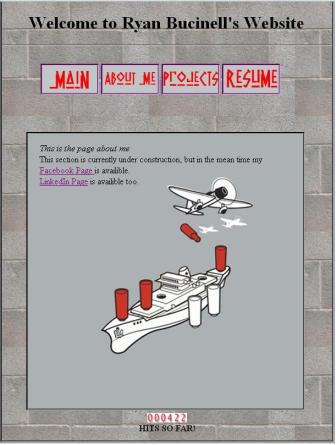 Welcome to Ryan Bucinell's Website
MAIN ABOUT ME PROJECTS RESUME
This is the page about me
This section is currently under construction, but in the mean time my
Facebook Page is availible.
LinkedIn Page is availible too.
000422
HITS SO FAR!